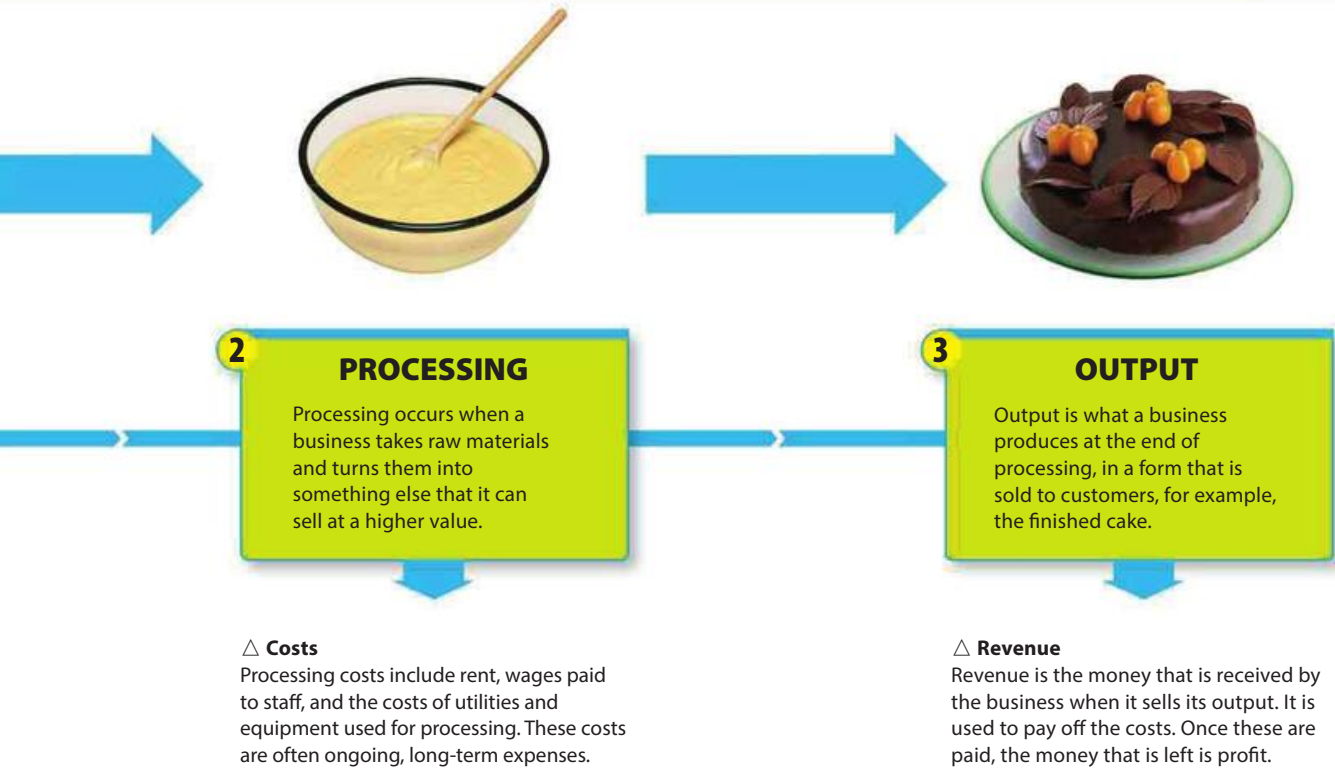 2
PROCESSING
Processing occurs when a
business takes raw materials
and turns them into
something else that it can
sell at a higher value.
△ Costs
Processing costs include rent, wages paid
to staff, and the costs of utilities and
equipment used for processing. These costs
are often ongoing, long-term expenses.
3
OUTPUT
Output is what a business
produces at the end of
processing, in a form that is
sold to customers, for example,
the finished cake.
△ Revenue
Revenue is the money that is received by
the business when it sells its output. It is
used to pay off the costs. Once these are
paid, the money that is left is profit.